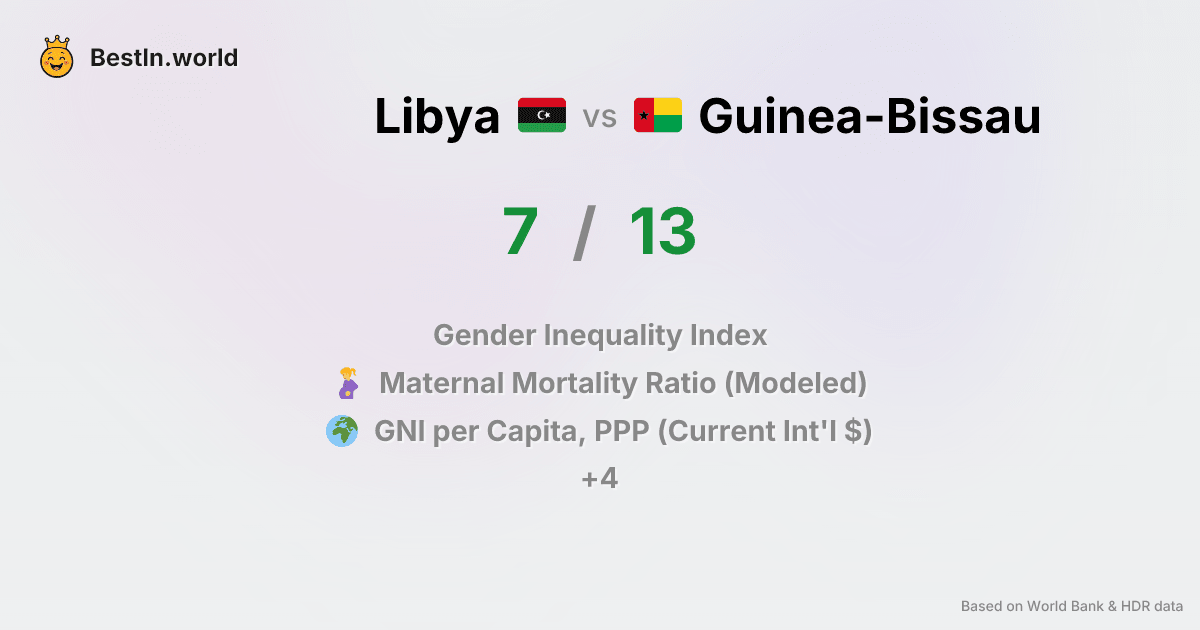 BestIn.world
Libya vs Guinea-Bissau
7 / 13
Gender Inequality Index
Maternal Mortality Ratio (Modeled)
GNI per Capita, PPP (Current Int'l $)
+4
Based on World Bank & HDR data